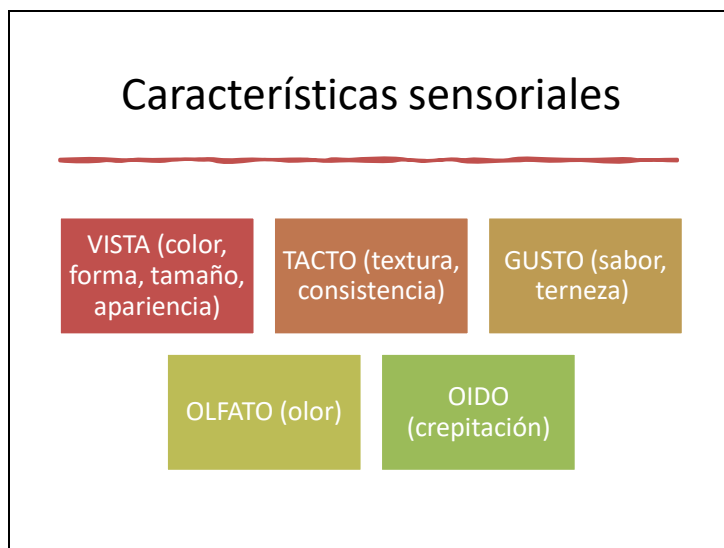 Características sensoriales
VISTA (color,
forma, tamaño,
apariencia)
TACTO (textura,
consistencia)
GUSTO (sabor,
terneza)
OLFATO (olor)
OIDO
(crepitación)